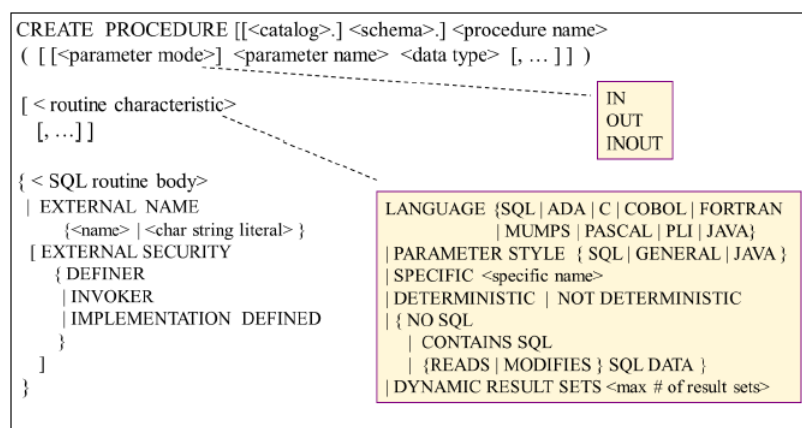 CREATE PROCEDURE [[<catalog>.] <schema>.] <procedure name>
( [ [<parameter mode>] <parameter name> <data type> [, … ] ] )
IN
OUT
INOUT
[ < routine characteristic>
[, …] ]
{ < SQL routine body>
| EXTERNAL NAME
{<name> | <char string literal> }
[ EXTERNAL SECURITY
{ DEFINER
| INVOKER
| IMPLEMENTATION DEFINED
}
]
}
LANGUAGE {SQL | ADA | C | COBOL | FORTRAN
| MUMPS | PASCAL | PLI | JAVA}
| PARAMETER STYLE { SQL | GENERAL | JAVA }
| SPECIFIC <specific name>
| DETERMINISTIC | NOT DETERMINISTIC
| { NO SQL
| CONTAINS SQL
| {READS | MODIFIES } SQL DATA }
| DYNAMIC RESULT SETS <max # of result sets>